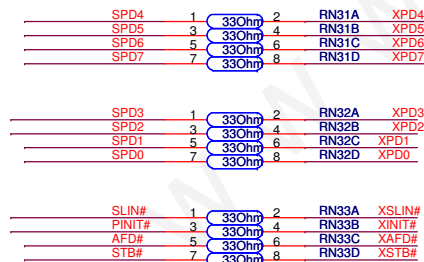 SPD4 1 33Ohm 2 RN31A XPD4
SPD5 3 33Ohm 4 RN31B XPD5
SPD6 5 33Ohm 6 RN31C XPD6
SPD7 7 33Ohm 8 RN31D XPD7
SPD3 1 33Ohm 2 RN32A XPD3
SPD2 3 33Ohm 4 RN32B XPD2
SPD1 5 33Ohm 6 RN32C XPD1
SPD0 7 33Ohm 8 RN32D XPD0
SLIN# 1 33Ohm 2 RN33A XSLIN#
PINIT# 3 33Ohm 4 RN33B XINIT#
AFD# 5 33Ohm 6 RN33C XAFD#
STB# 7 33Ohm 8 RN33D XSTB#